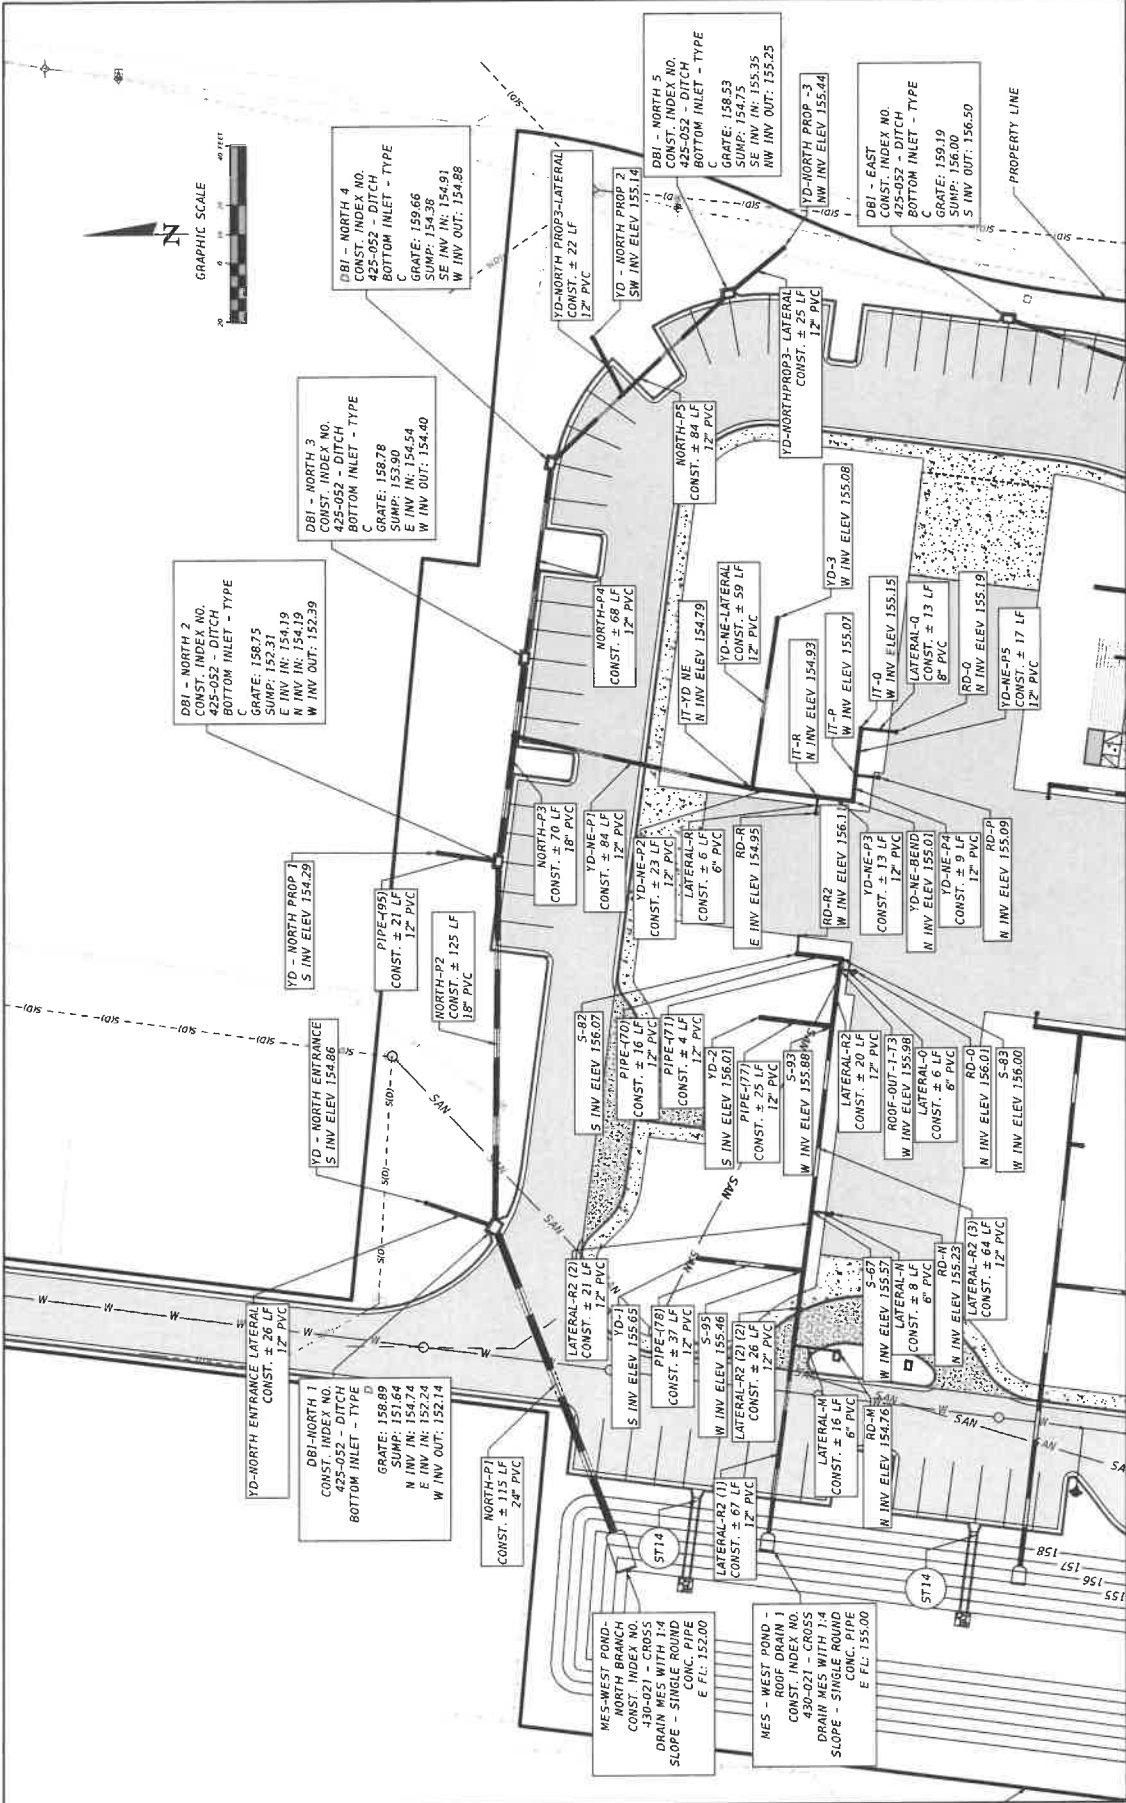 GRAPHIC SCALE
20
0
10
20
40 FEET
N
DBI - NORTH 5
CONST. INDEX NO.
425-052 - DITCH
BOTTOM INLET - TYPE
C
GRATE: 158.53
SUMP: 154.75
SE INV IN: 155.35
NW INV OUT: 155.25
DBI - NORTH 4
CONST. INDEX NO.
425-052 - DITCH
BOTTOM INLET - TYPE
C
GRATE: 159.66
SUMP: 154.38
SE INV IN: 154.91
W INV OUT: 154.88
YD-NORTH PROP3-LATERAL
CONST. ± 22 LF
12" PVC
YD - NORTH PROP 2
SW INV ELEV 155.14
YD-NORTH PROP -3
NW INV ELEV 155.44
DBI - EAST
CONST. INDEX NO.
425-052 - DITCH
BOTTOM INLET - TYPE
C
GRATE: 159.19
SUMP: 156.00
S INV OUT: 156.50
PROPERTY LINE
DBI - NORTH 3
CONST. INDEX NO.
425-052 - DITCH
BOTTOM INLET - TYPE
C
GRATE: 158.78
SUMP: 153.90
E INV IN: 154.54
W INV OUT: 154.40
DBI - NORTH 2
CONST. INDEX NO.
425-052 - DITCH
BOTTOM INLET - TYPE
C
GRATE: 158.75
SUMP: 152.31
E INV IN: 154.19
N INV IN: 154.19
W INV OUT: 152.39
NORTH-P5
CONST. ± 84 LF
12" PVC
YD-NORTHPROP3- LATERAL
CONST. ± 25 LF
12" PVC
NORTH-P4
CONST. ± 68 LF
12" PVC
IT-YD NE
N INV ELEV 154.79
YD-NE-LATERAL
CONST. ± 59 LF
12" PVC
YD-3
W INV ELEV 155.08
IT-R
N INV ELEV 154.93
IT-P
W INV ELEV 155.07
IT-Q
W INV ELEV 155.15
LATERAL-Q
CONST. ± 13 LF
8" PVC
RD-Q
N INV ELEV 155.19
YD-NE-P5
CONST. ± 17 LF
12" PVC
YD - NORTH PROP 1
S INV ELEV 154.29
PIPE-(95)
CONST. ± 21 LF
12" PVC
NORTH-P2
CONST. ± 125 LF
18" PVC
NORTH-P3
CONST. ± 70 LF
18" PVC
YD-NE-P1
CONST. ± 84 LF
12" PVC
YD-NE-P2
CONST. ± 23 LF
12" PVC
LATERAL-R
CONST. ± 6 LF
6" PVC
RD-R
E INV ELEV 154.95
RD-R2
W INV ELEV 156.11
YD-NE-P3
CONST. ± 13 LF
12" PVC
YD-NE-BEND
N INV ELEV 155.01
YD-NE-P4
CONST. ± 9 LF
12" PVC
RD-P
N INV ELEV 155.09
YD - NORTH ENTRANCE
S INV ELEV 154.86
S-82
S INV ELEV 156.07
PIPE-(70)
CONST. ± 16 LF
12" PVC
PIPE-(71)
CONST. ± 4 LF
12" PVC
YD-2
S INV ELEV 156.01
PIPE-(77)
CONST. ± 25 LF
12" PVC
S-93
W INV ELEV 155.88
LATERAL-R2
CONST. ± 20 LF
12" PVC
ROOF-OUT-1-T3
W INV ELEV 155.98
LATERAL-O
CONST. ± 6 LF
6" PVC
RD-O
N INV ELEV 156.01
S-83
W INV ELEV 156.00
YD-NORTH ENTRANCE LATERAL
CONST. ± 26 LF
12" PVC
DBI-NORTH 1
CONST. INDEX NO.
425-052 - DITCH
BOTTOM INLET - TYPE
D
GRATE: 158.89
SUMP: 151.64
N INV IN: 154.74
E INV IN: 152.24
W INV OUT: 152.14
NORTH-P1
CONST. ± 115 LF
24" PVC
LATERAL-R2 (2)
CONST. ± 21 LF
12" PVC
YD-1
S INV ELEV 155.65
PIPE-(78)
CONST. ± 37 LF
12" PVC
S-95
W INV ELEV 155.46
LATERAL-R2 (2) (2)
CONST. ± 26 LF
12" PVC
S-67
W INV ELEV 155.57
LATERAL-N
CONST. ± 8 LF
6" PVC
RD-N
N INV ELEV 155.23
LATERAL-R2 (3)
CONST. ± 64 LF
12" PVC
LATERAL-R2 (1)
CONST. ± 67 LF
12" PVC
LATERAL-M
CONST. ± 16 LF
6" PVC
RD-M
N INV ELEV 154.76
ST14
ST14
MES-WEST POND-
NORTH BRANCH
CONST. INDEX NO.
430-021 - CROSS
DRAIN MES WITH 1:4
SLOPE - SINGLE ROUND
CONC. PIPE
E FL: 152.00
MES - WEST POND -
ROOF DRAIN 1
CONST. INDEX NO.
430-021 - CROSS
DRAIN MES WITH 1:4
SLOPE - SINGLE ROUND
CONC. PIPE
E FL: 155.00
158
157
156
155
W
W
W
W
W
W
SAN
SAN
SAN
SAN
SAN
SAN
SAN
SAN
S(D)
S(D)
S(D)
S(D)
S(D)